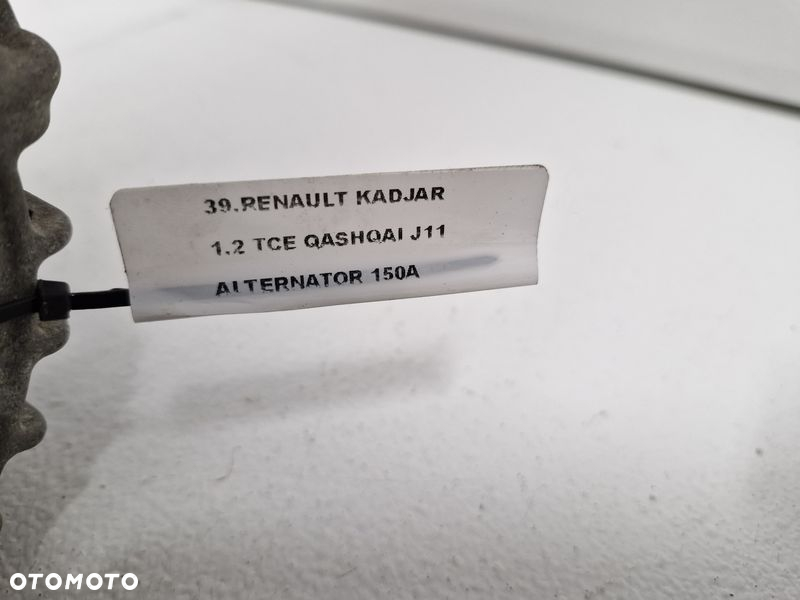 39.RENAULT KADJAR
1.2 TCE QASHQAI J11
ALTERNATOR 150A
OTOMOTO